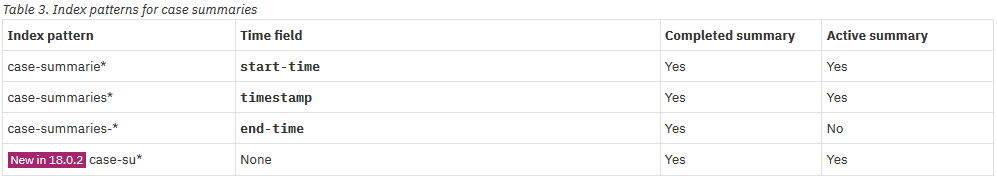 Table 3. Index patterns for case summaries
Index pattern Time field Completed summary Active summary
case-summarie* start-time Yes Yes
case-summaries* timestamp Yes Yes
case-summaries-* end-time Yes No
New in 18.0.2 case-su* None Yes Yes